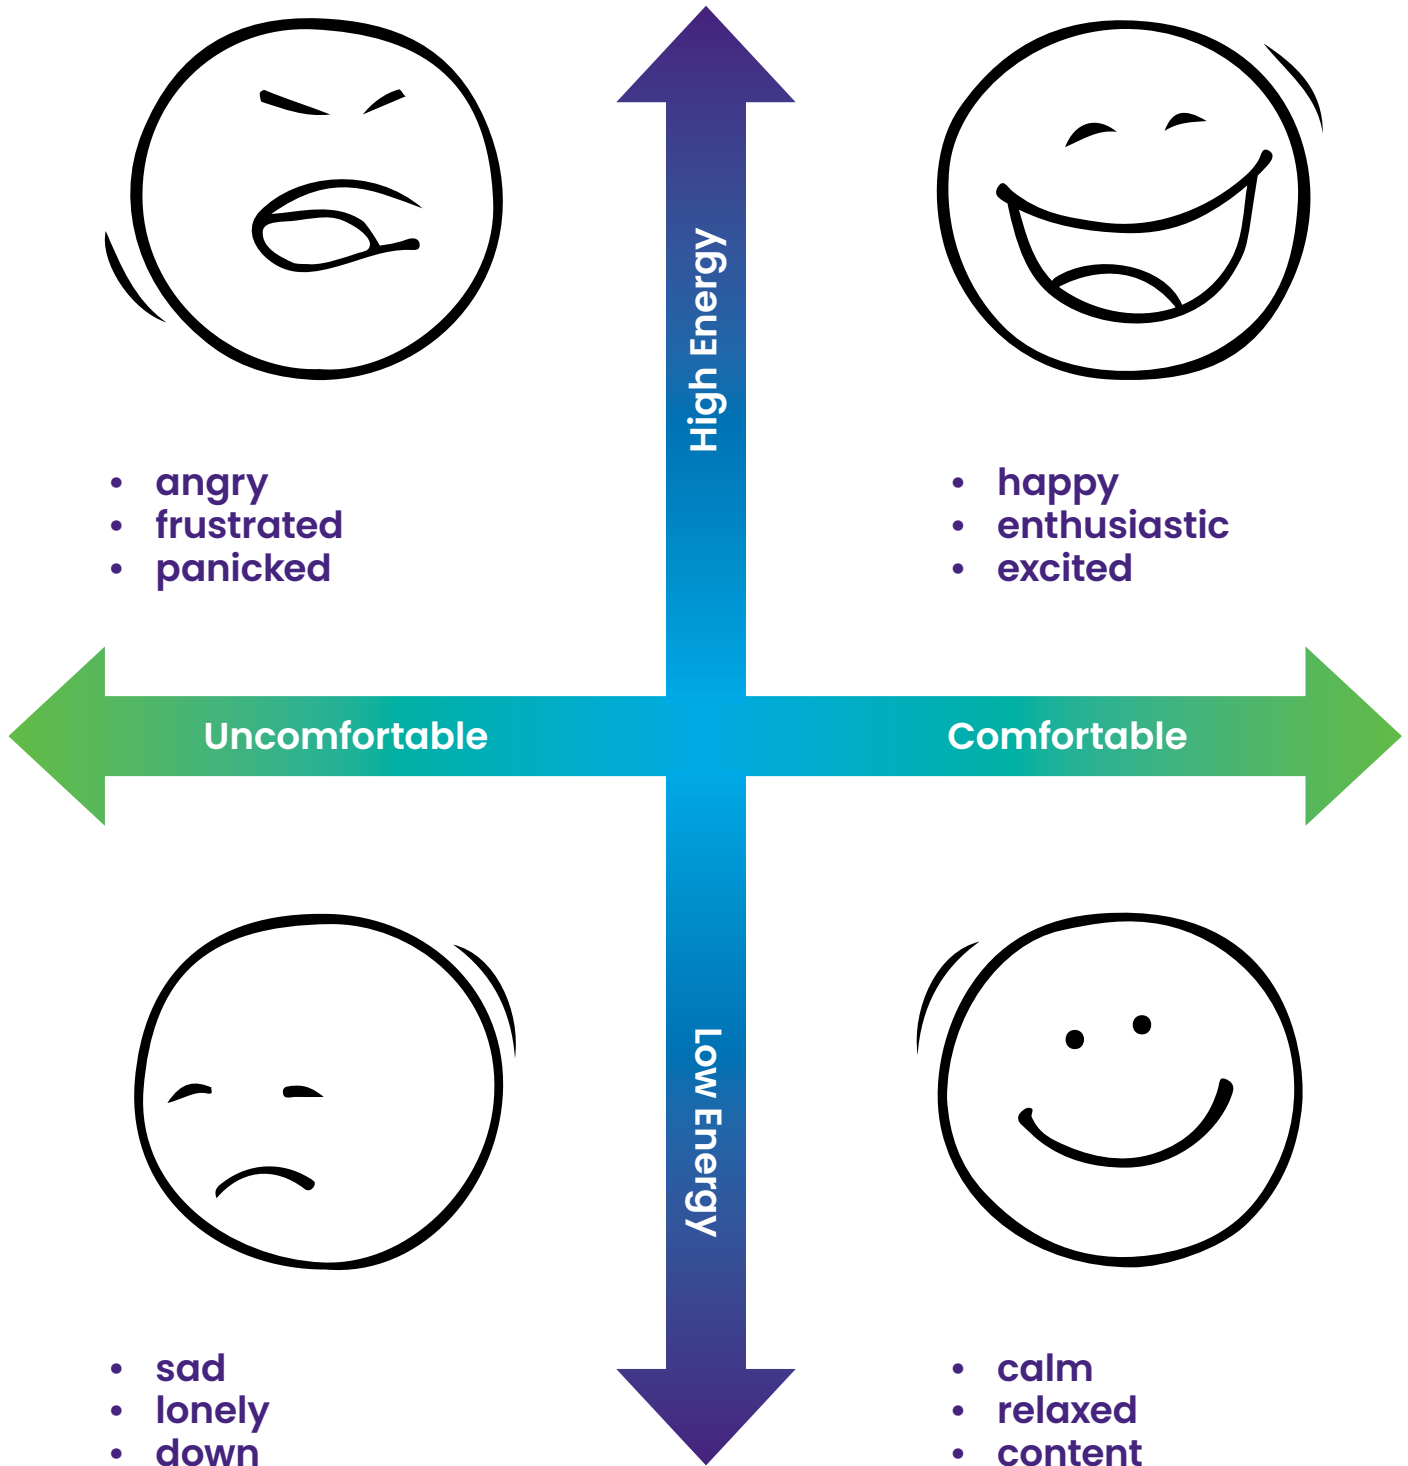 High Energy
• angry
• frustrated
• panicked
• happy
• enthusiastic
• excited
Uncomfortable
Comfortable
Low Energy
• sad
• lonely
• down
• calm
• relaxed
• content